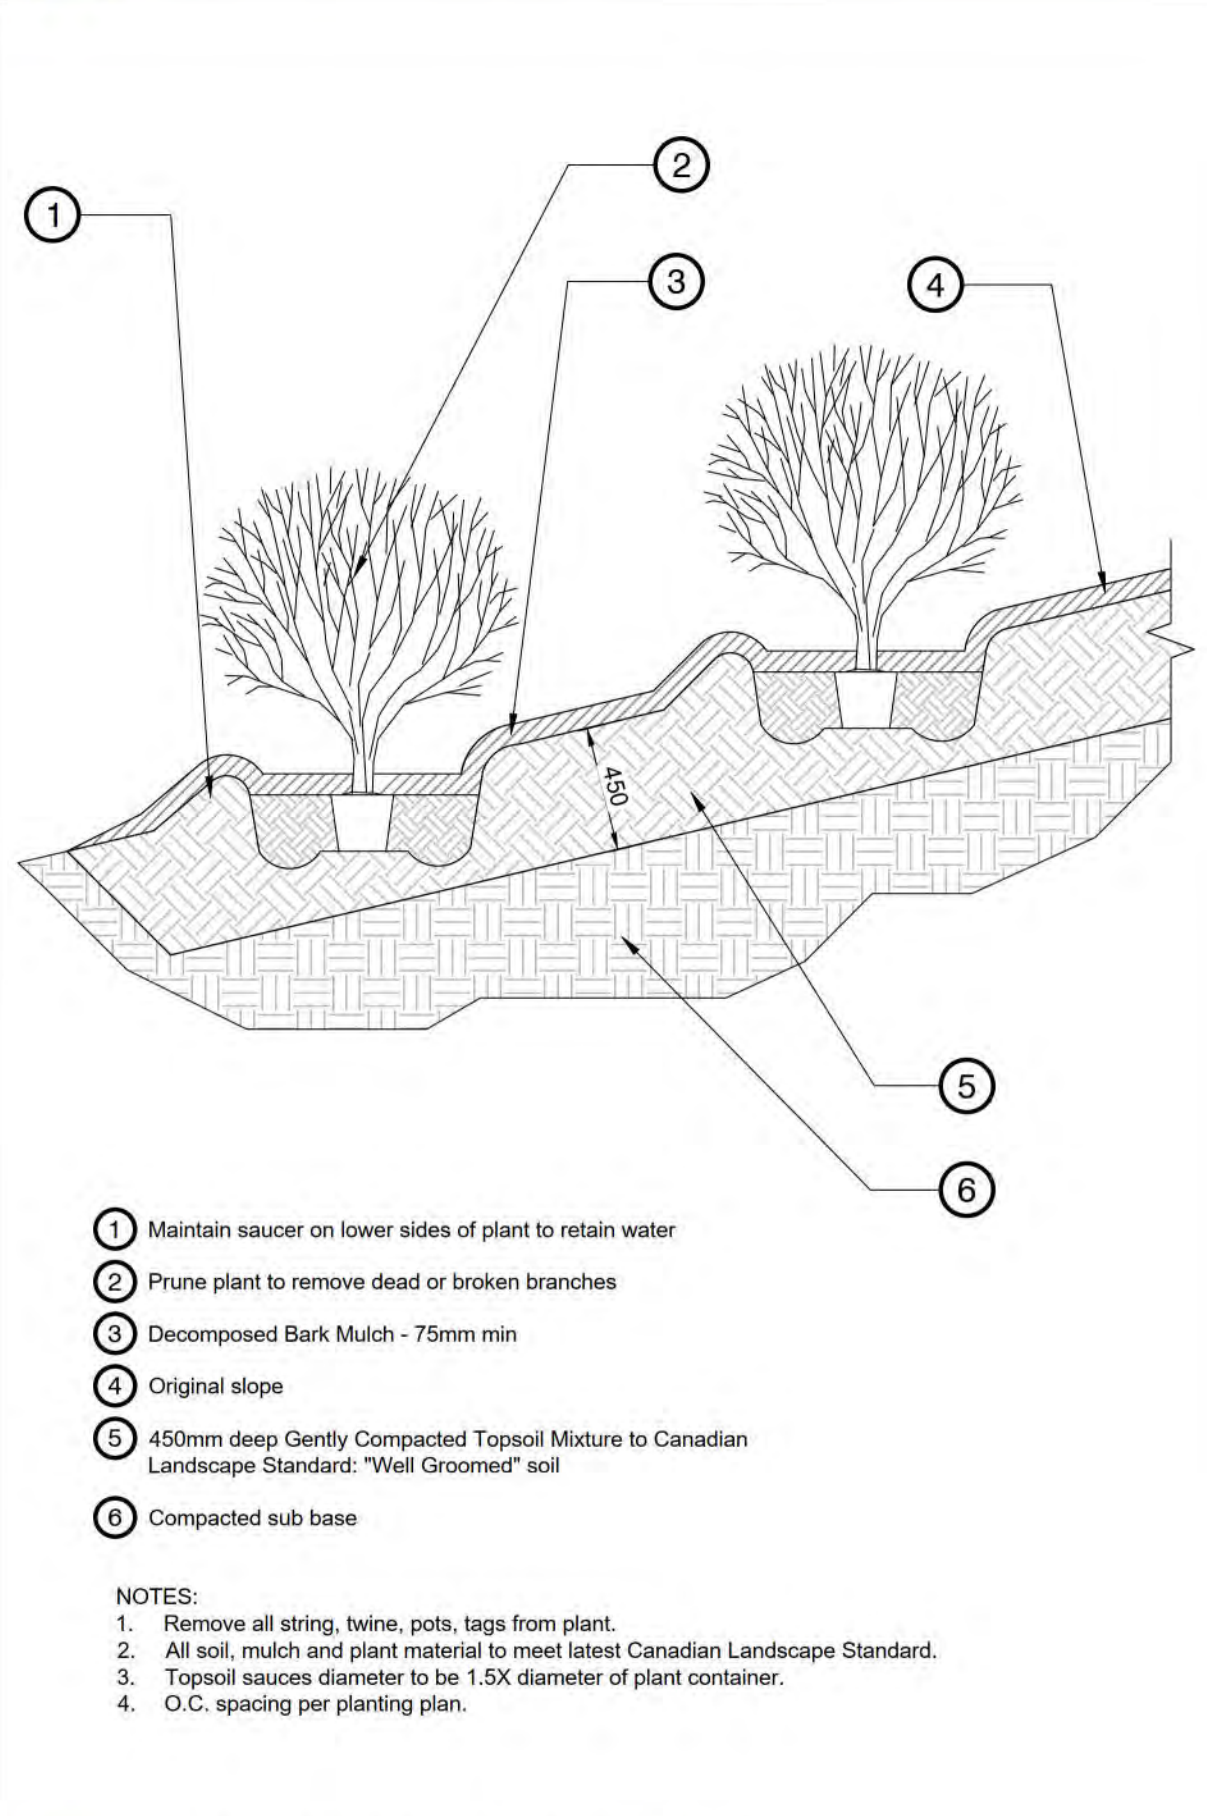 2
1
3
4
450
5
6
1 Maintain saucer on lower sides of plant to retain water
2 Prune plant to remove dead or broken branches
3 Decomposed Bark Mulch - 75mm min
4 Original slope
5 450mm deep Gently Compacted Topsoil Mixture to Canadian
Landscape Standard: "Well Groomed" soil
6 Compacted sub base
NOTES:
1. Remove all string, twine, pots, tags from plant.
2. All soil, mulch and plant material to meet latest Canadian Landscape Standard.
3. Topsoil sauces diameter to be 1.5X diameter of plant container.
4. O.C. spacing per planting plan.